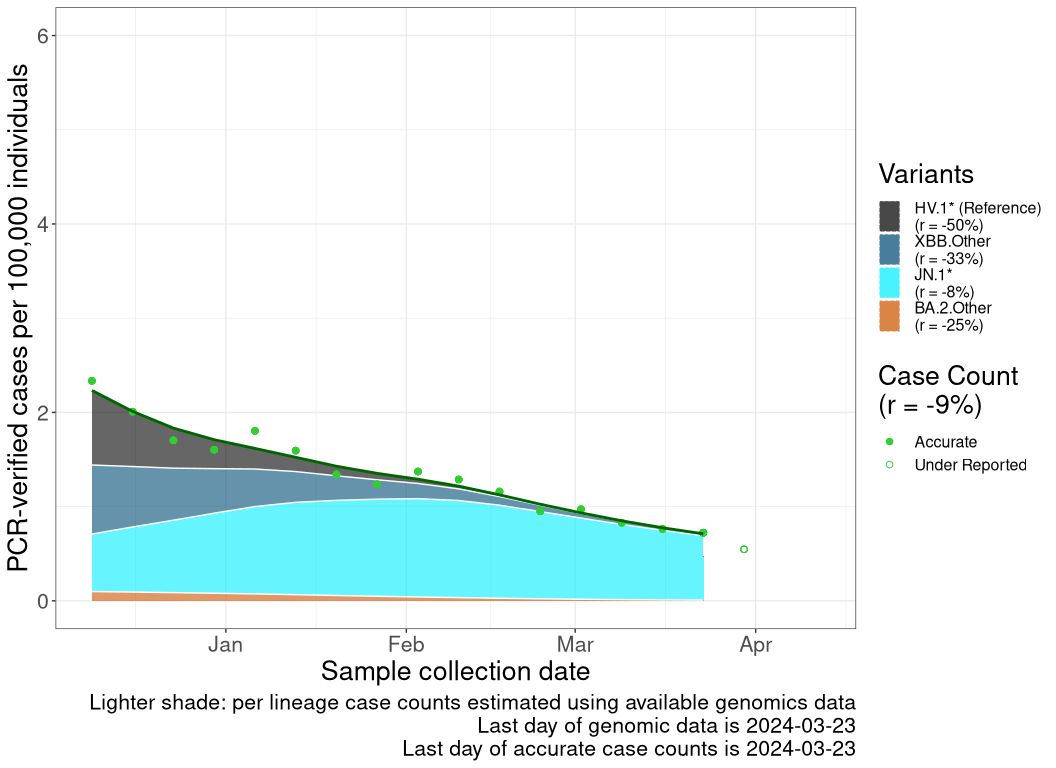 PCR-verified cases per 100,000 individuals
6
4
2
0
Jan Feb Mar Apr
Sample collection date
Lighter shade: per lineage case counts estimated using available genomics data
Last day of genomic data is 2024-03-23
Last day of accurate case counts is 2024-03-23
Variants
HV.1* (Reference)
(r = -50%)
XBB.Other
(r = -33%)
JN.1*
(r = -8%)
BA.2.Other
(r = -25%)
Case Count
(r = -9%)
Accurate
Under Reported